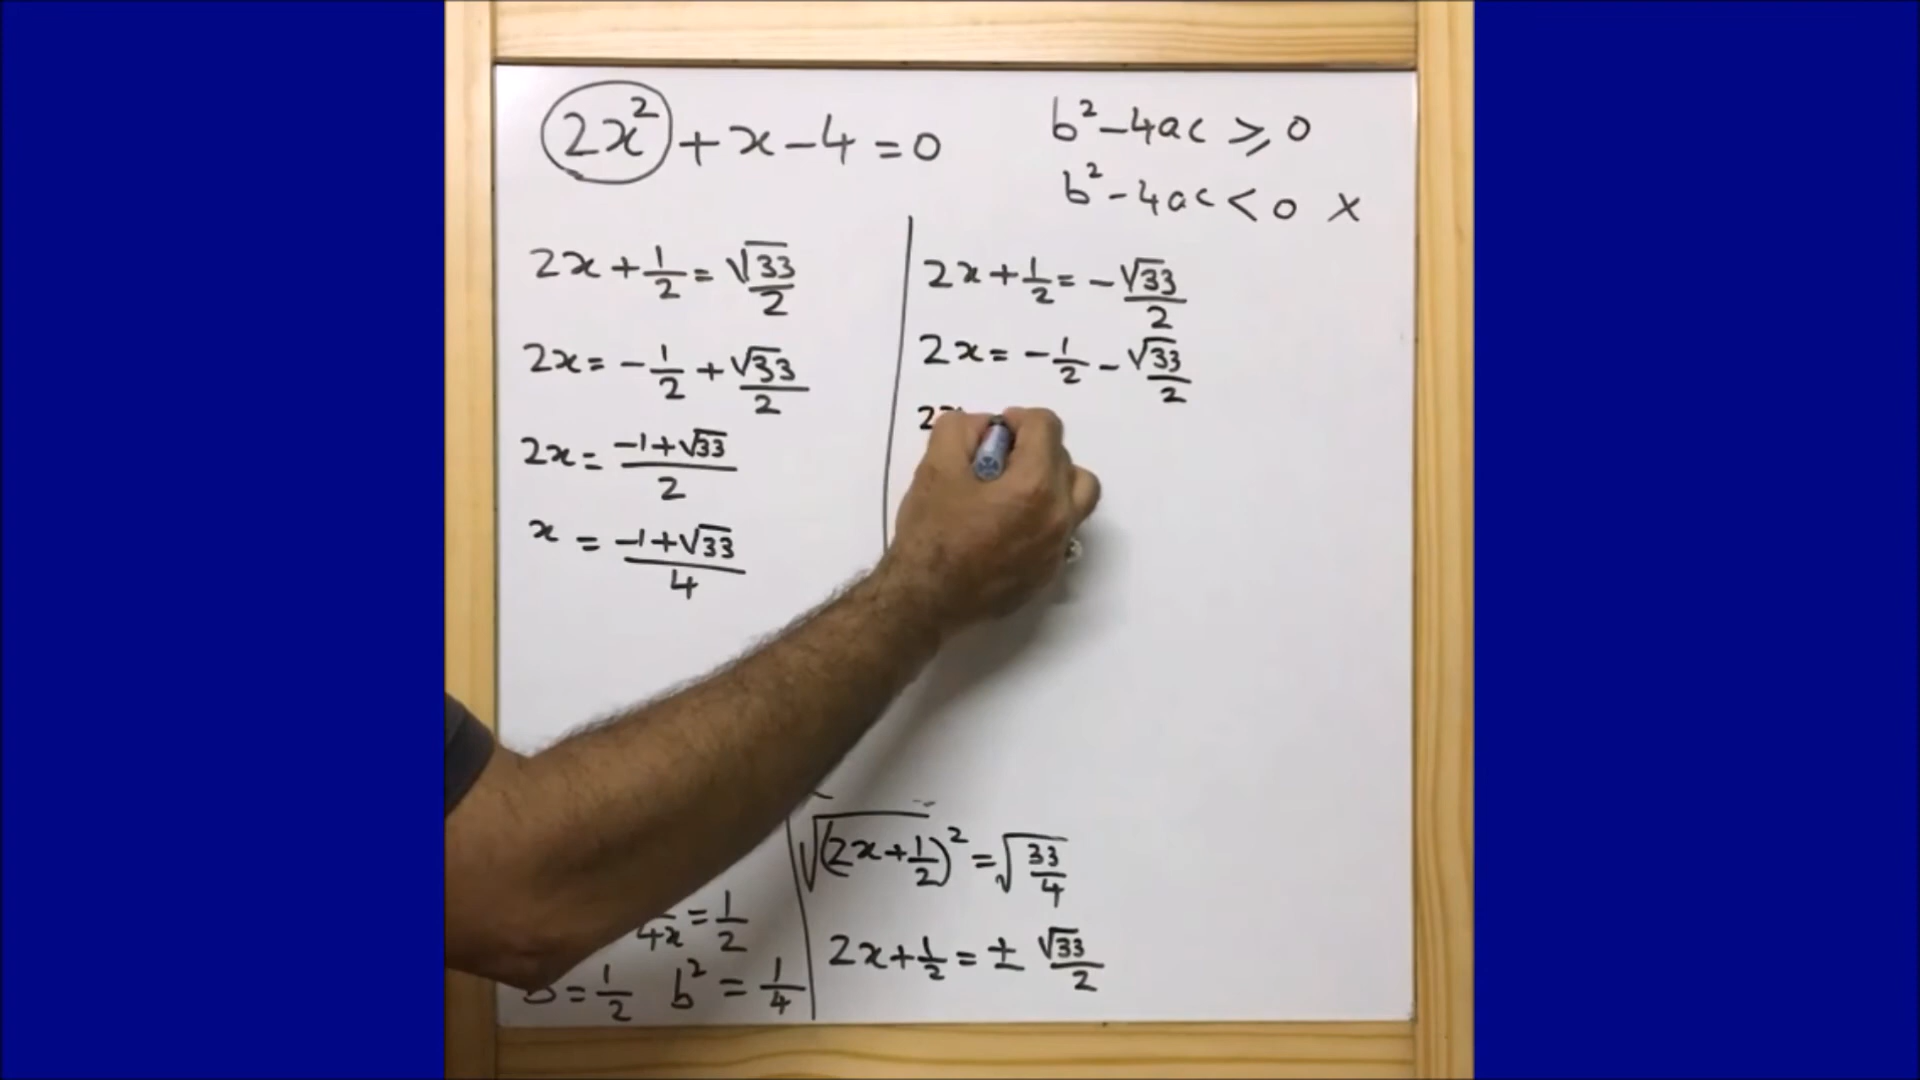 2x² + x - 4 = 0
b² - 4ac ≥ 0
b² - 4ac < 0 ×
2x + 1/2 = √33/2
2x = -1/2 + √33/2
2x = (-1+√33)/2
x = (-1+√33)/4
2x + 1/2 = -√33/2
2x = -1/2 - √33/2
2x
4x = 1/2
b = 1/2 b² = 1/4
√(2x + 1/2)² = √33/4
2x + 1/2 = ± √33/2